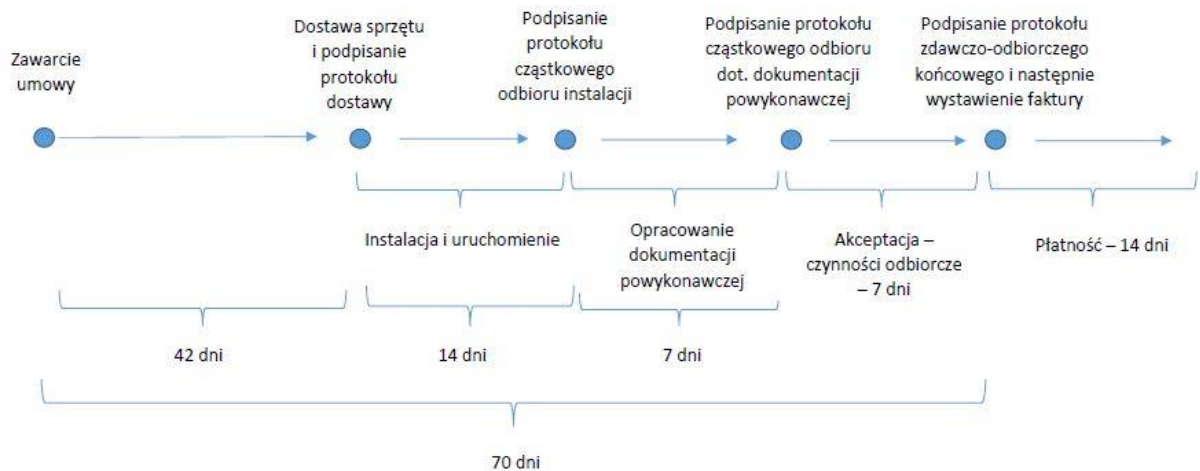 Zawarcie
umowy
Dostawa sprzętu
i podpisanie
protokołu
dostawy
Podpisanie
protokołu
cząstkowego
odbioru instalacji
Podpisanie protokołu
cząstkowego odbioru
dot. dokumentacji
powykonawczej
Podpisanie protokołu
zdawczo-odbiorczego
końcowego i następnie
wystawienie faktury
Instalacja i uruchomienie
Opracowanie
dokumentacji
powykonawczej
Akceptacja –
czynności odbiorcze
– 7 dni
Płatność – 14 dni
42 dni
14 dni
7 dni
70 dni